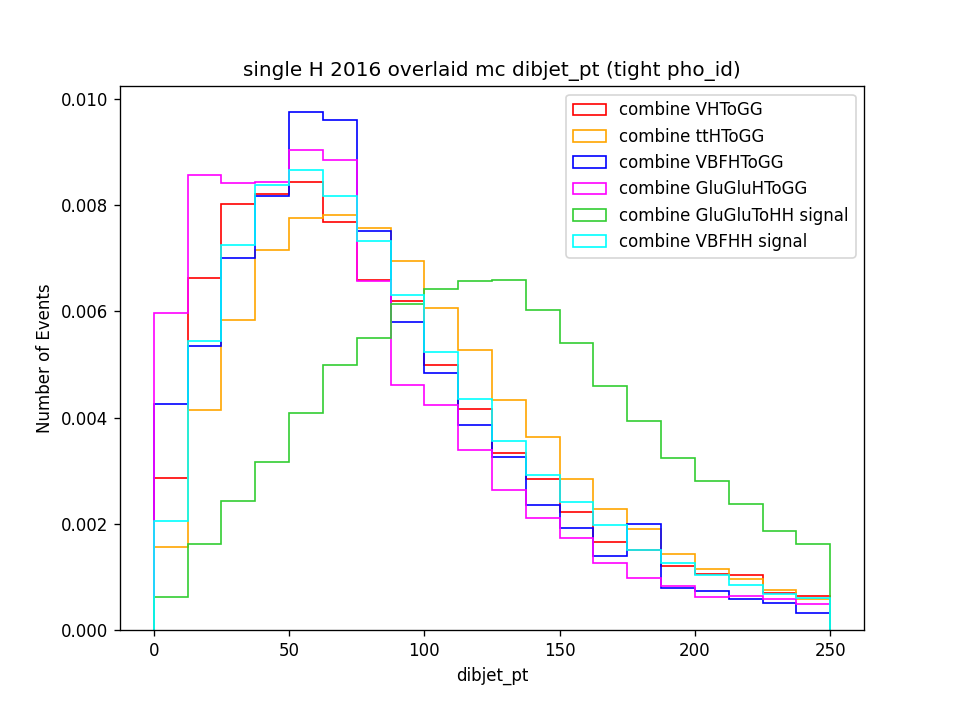 single H 2016 overlaid mc dibjet_pt (tight pho_id)
0.010
0.008
0.006
0.004
0.002
0.000
Number of Events
combine VHToGG
combine ttHToGG
combine VBFHToGG
combine GluGluHToGG
combine GluGluToHH signal
combine VBFHH signal
0 50 100 150 200 250
dibjet_pt